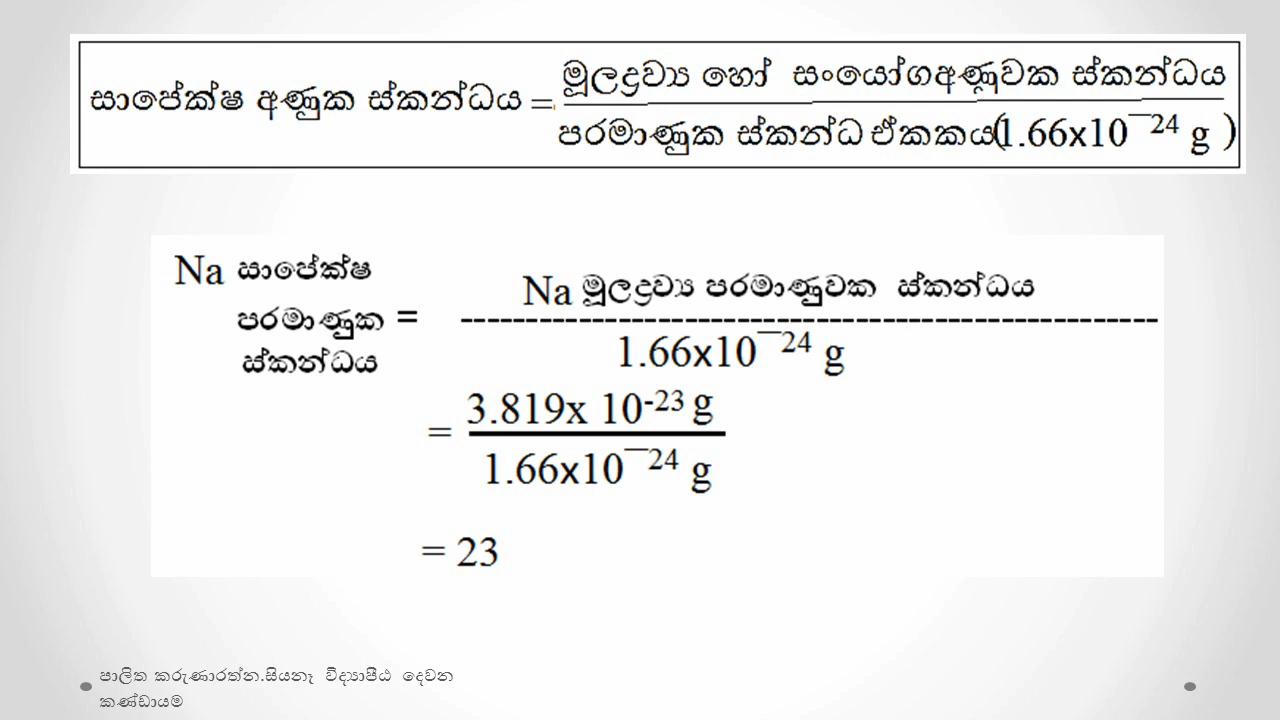 සාපේක්ෂ අණුක ස්කන්ධය = මූලද්‍රව්‍ය හෝ සංයෝගඅණුවක ස්කන්ධය
පරමාණුක ස්කන්ධ ඒකකය(1.66x10¯24 g )
Na සාපේක්ෂ
පරමාණුක =
ස්කන්ධය
Na මූලද්‍රව්‍ය පරමාණුවක ස්කන්ධය
1.66x10¯24 g
= 3.819x 10-23 g
1.66x10¯24 g
= 23
පාලිත කරුණාරත්න.සියනෑ විද්‍යාපීඨ දෙවන
කණ්ඩායම